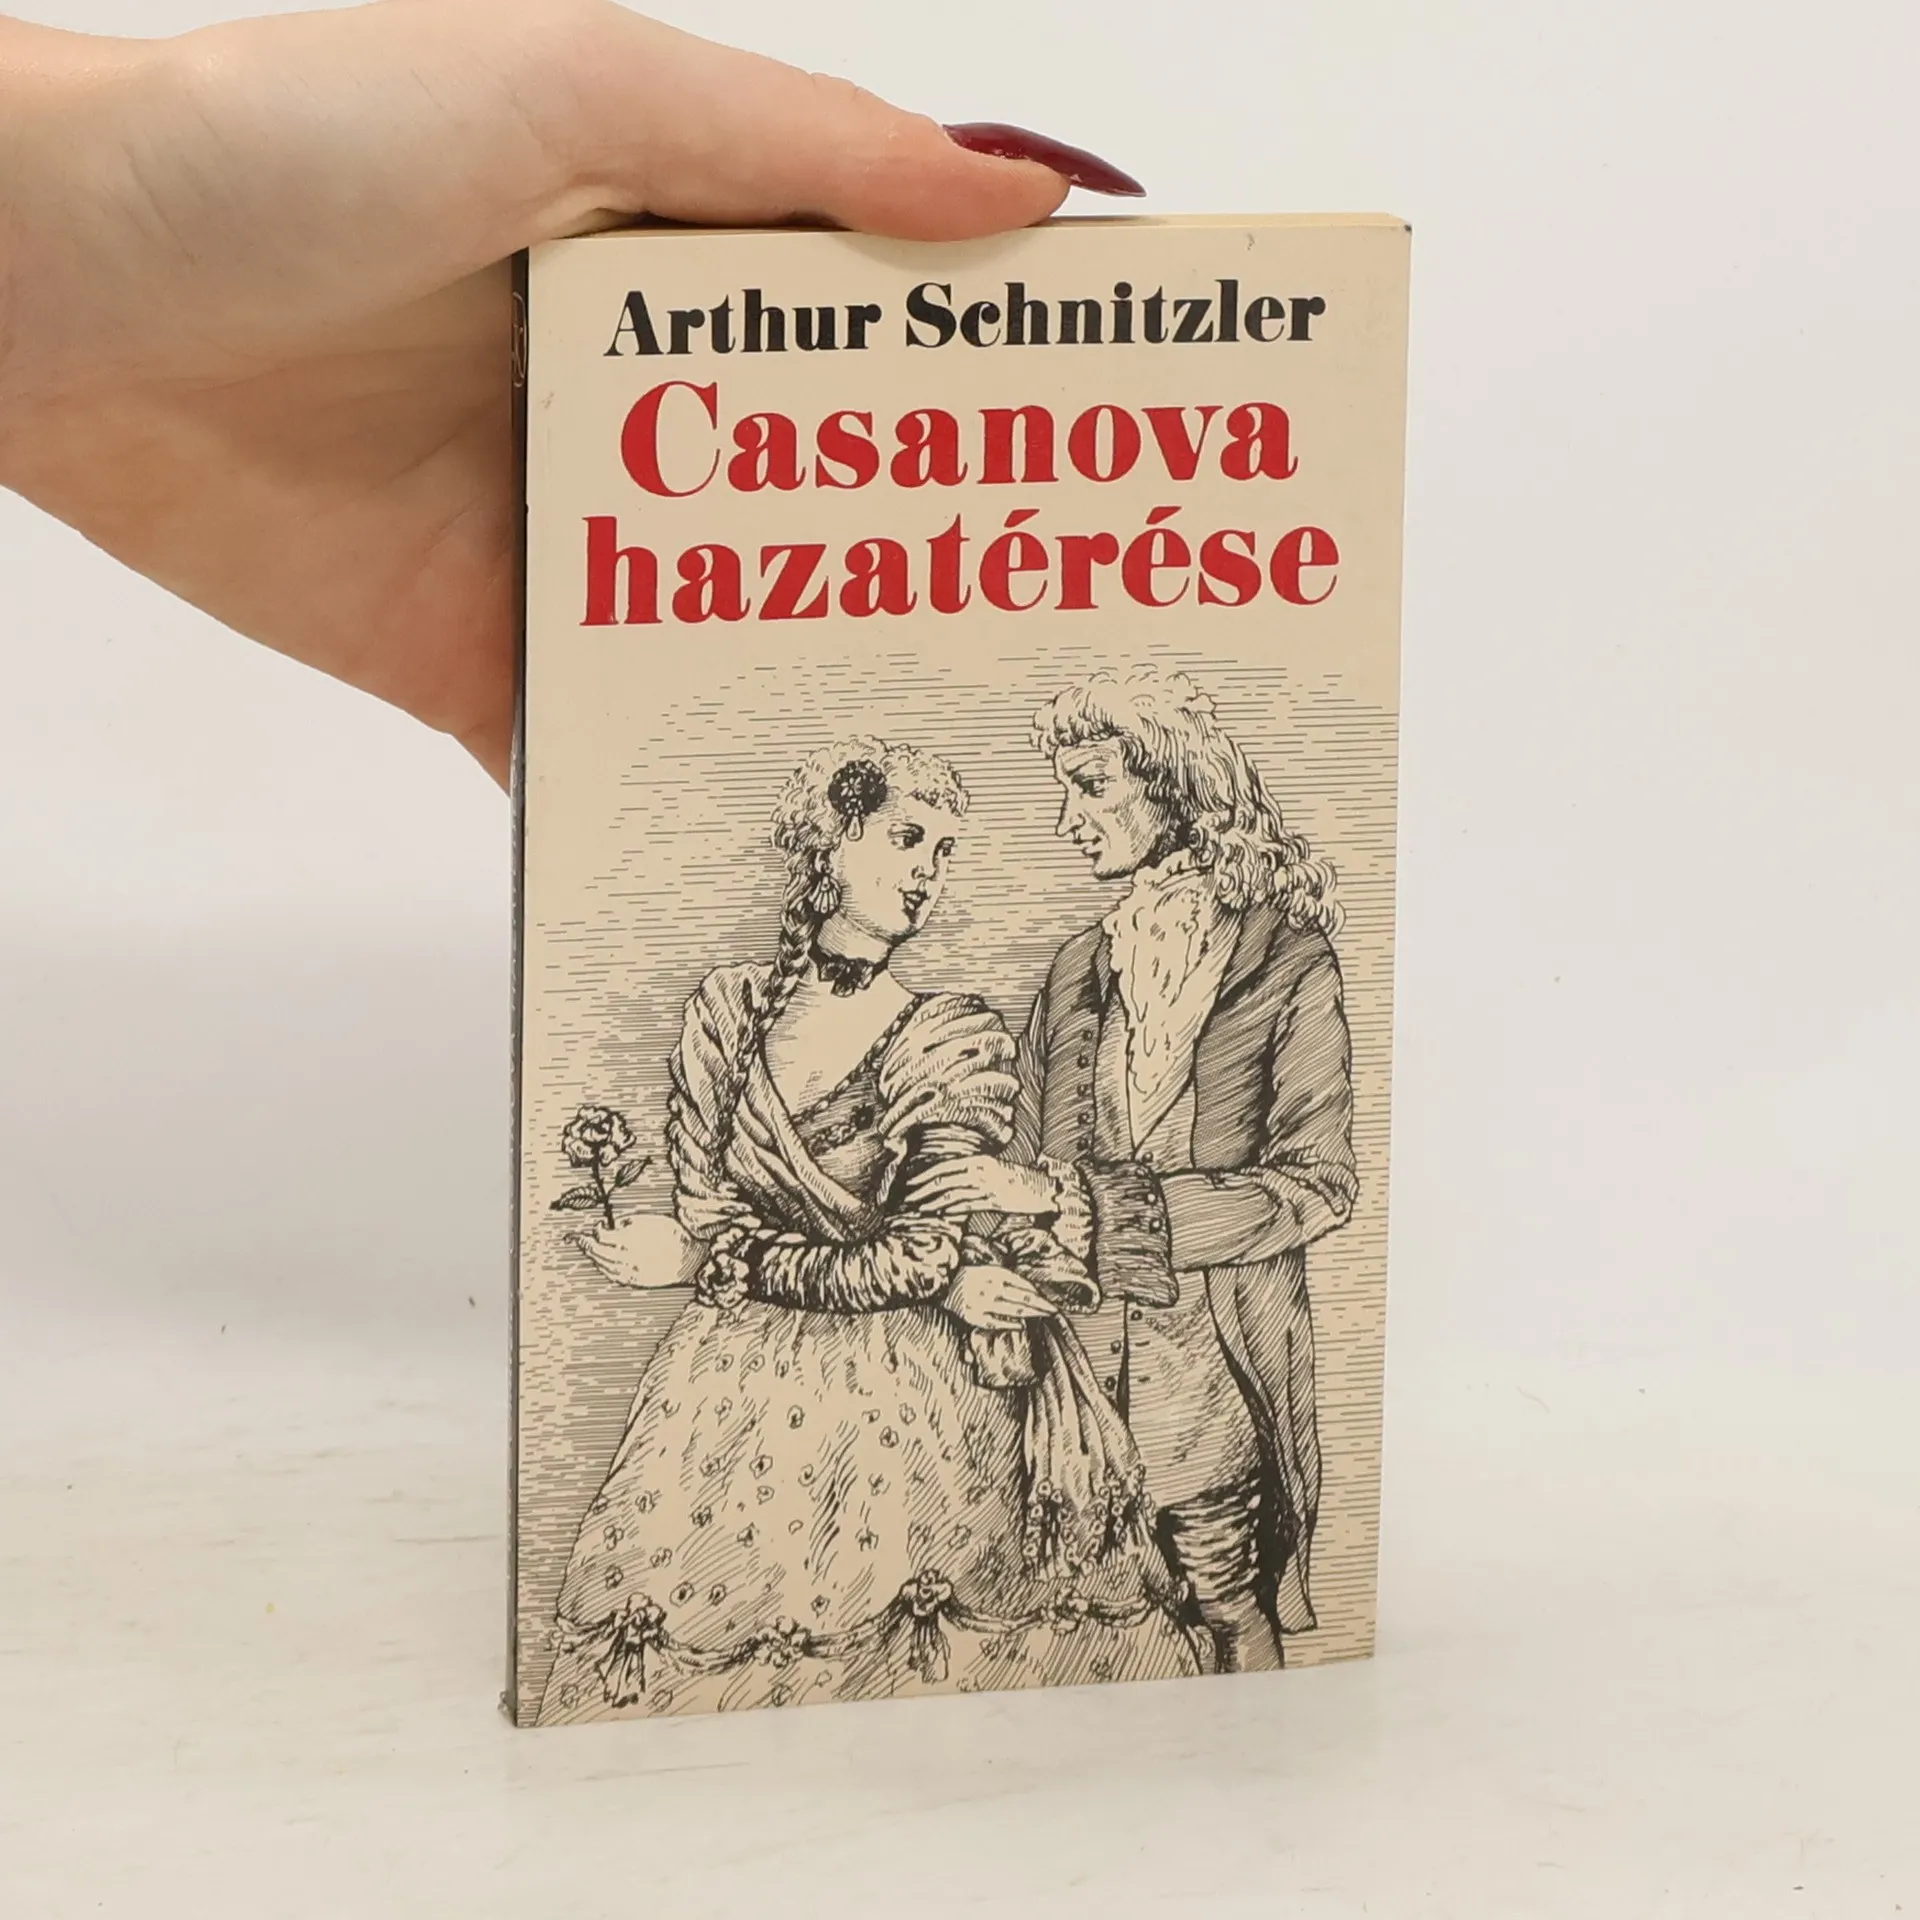 Arthur Schnitzler
Casanova
hazatérése